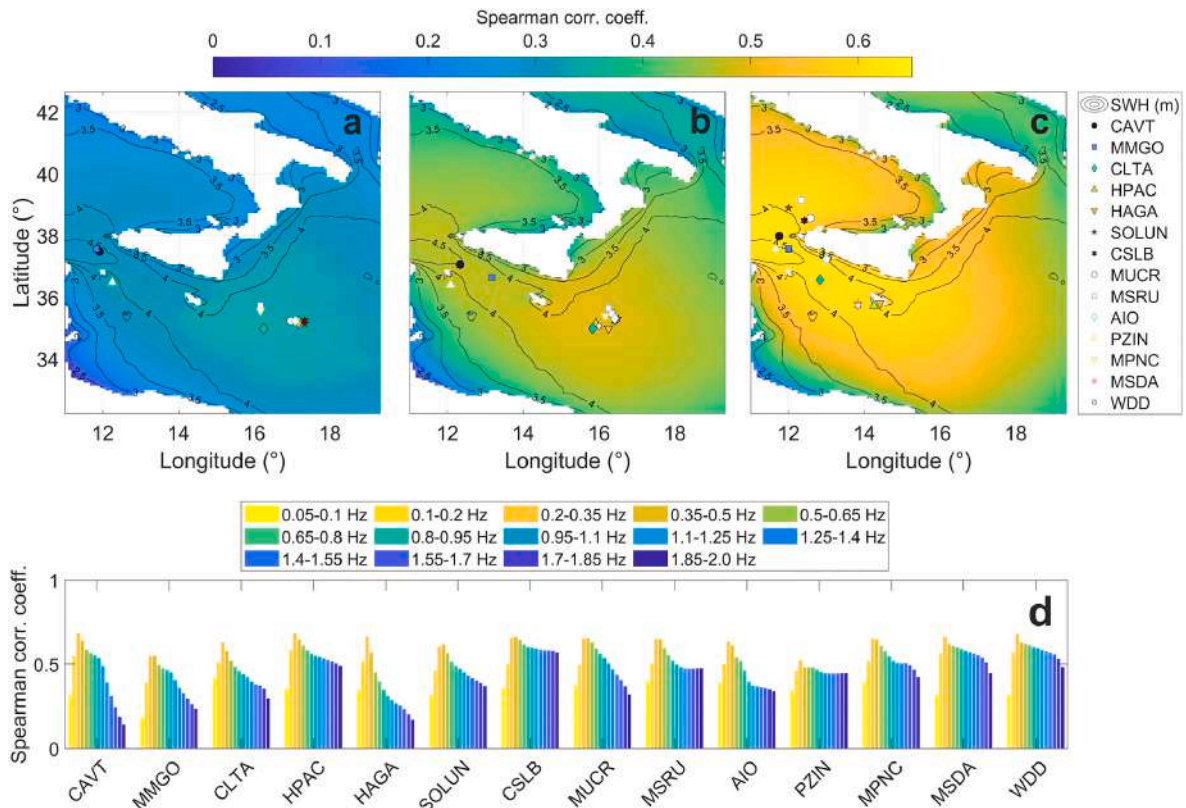 Spearman corr. coeff.
0 0.1 0.2 0.3 0.4 0.5 0.6
a b c
42
40
38
36
34
Latitude (°)
12 14 16 18 12 14 16 18 12 14 16 18
Longitude (°) Longitude (°) Longitude (°)
SWH (m)
CAVT
MMGO
CLTA
HPAC
HAGA
SOLUN
CSLB
MUCR
MSRU
AIO
PZIN
MPNC
MSDA
WDD
0.05-0.1 Hz 0.1-0.2 Hz 0.2-0.35 Hz 0.35-0.5 Hz 0.5-0.65 Hz
0.65-0.8 Hz 0.8-0.95 Hz 0.95-1.1 Hz 1.1-1.25 Hz 1.25-1.4 Hz
1.4-1.55 Hz 1.55-1.7 Hz 1.7-1.85 Hz 1.85-2.0 Hz
Spearman corr. coeff.
1
0.5
0
d
CAVT MMGO CLTA HPAC HAGA SOLUN CSLB MUCR MSRU AIO PZIN MPNC MSDA WDD